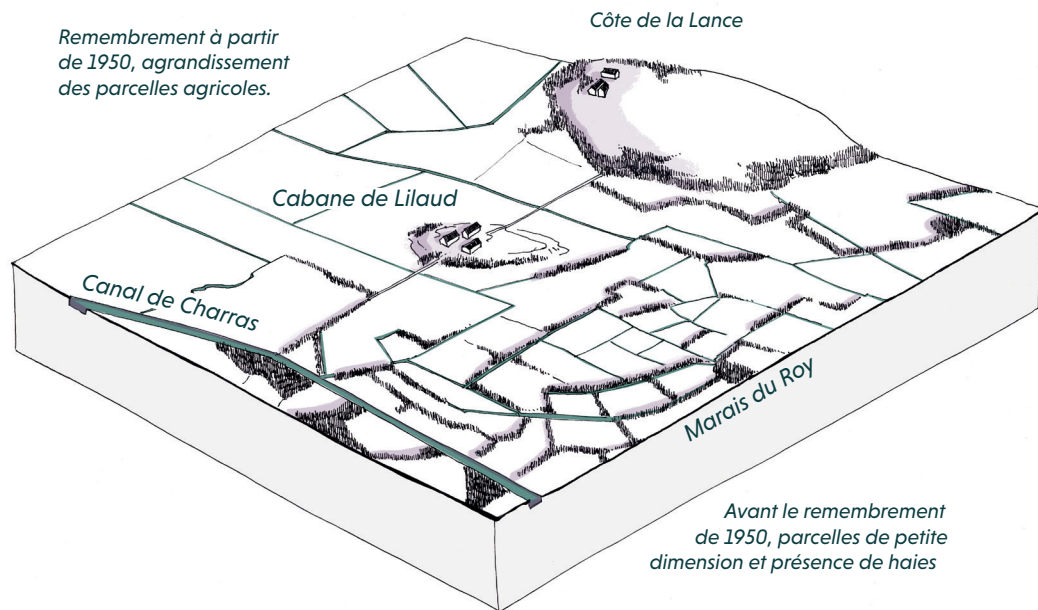 Côte de la Lance
Remembrement à partir
de 1950, agrandissement
des parcelles agricoles.
Cabane de Lilaud
Canal de Charras
Marais du Roy
Avant le remembrement
de 1950, parcelles de petite
dimension et présence de haies